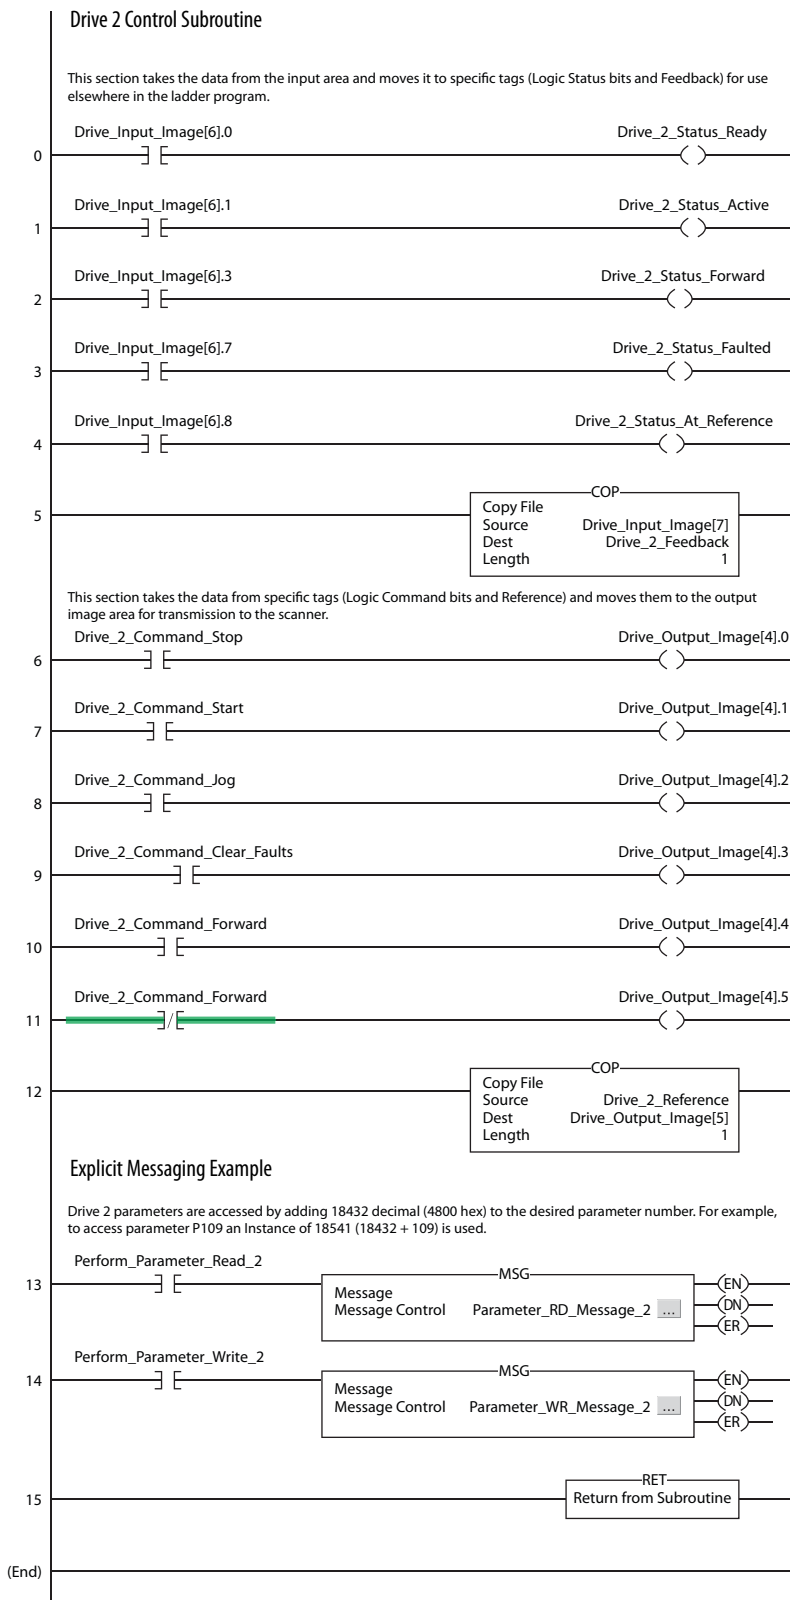 Drive 2 Control Subroutine
This section takes the data from the input area and moves it to specific tags (Logic Status bits and Feedback) for use
elsewhere in the ladder program.
Drive_Input_Image[6].0 Drive_2_Status_Ready
0
Drive_Input_Image[6].1 Drive_2_Status_Active
1
Drive_Input_Image[6].3 Drive_2_Status_Forward
2
Drive_Input_Image[6].7 Drive_2_Status_Faulted
3
Drive_Input_Image[6].8 Drive_2_Status_At_Reference
4
COP
5
Copy File
Source Drive_Input_Image[7]
Dest Drive_2_Feedback
Length 1
This section takes the data from specific tags (Logic Command bits and Reference) and moves them to the output
image area for transmission to the scanner.
Drive_2_Command_Stop Drive_Output_Image[4].0
6
Drive_2_Command_Start Drive_Output_Image[4].1
7
Drive_2_Command_Jog Drive_Output_Image[4].2
8
Drive_2_Command_Clear_Faults Drive_Output_Image[4].3
9
Drive_2_Command_Forward Drive_Output_Image[4].4
10
Drive_2_Command_Forward Drive_Output_Image[4].5
11
COP
12
Copy File
Source Drive_2_Reference
Dest Drive_Output_Image[5]
Length 1
Explicit Messaging Example
Drive 2 parameters are accessed by adding 18432 decimal (4800 hex) to the desired parameter number. For example,
to access parameter P109 an Instance of 18541 (18432 + 109) is used.
Perform_Parameter_Read_2
13
MSG
Message
Message Control Parameter_RD_Message_2 ...
EN
DN
ER
Perform_Parameter_Write_2
14
MSG
Message
Message Control Parameter_WR_Message_2 ...
EN
DN
ER
RET
15
Return from Subroutine
(End)